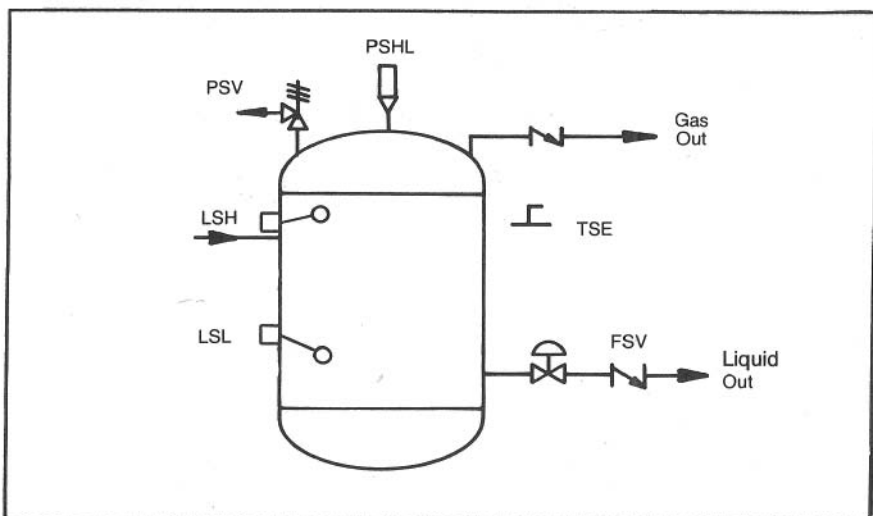 PSHL
PSV
Gas
Out
LSH
TSE
LSL
FSV
Liquid
Out